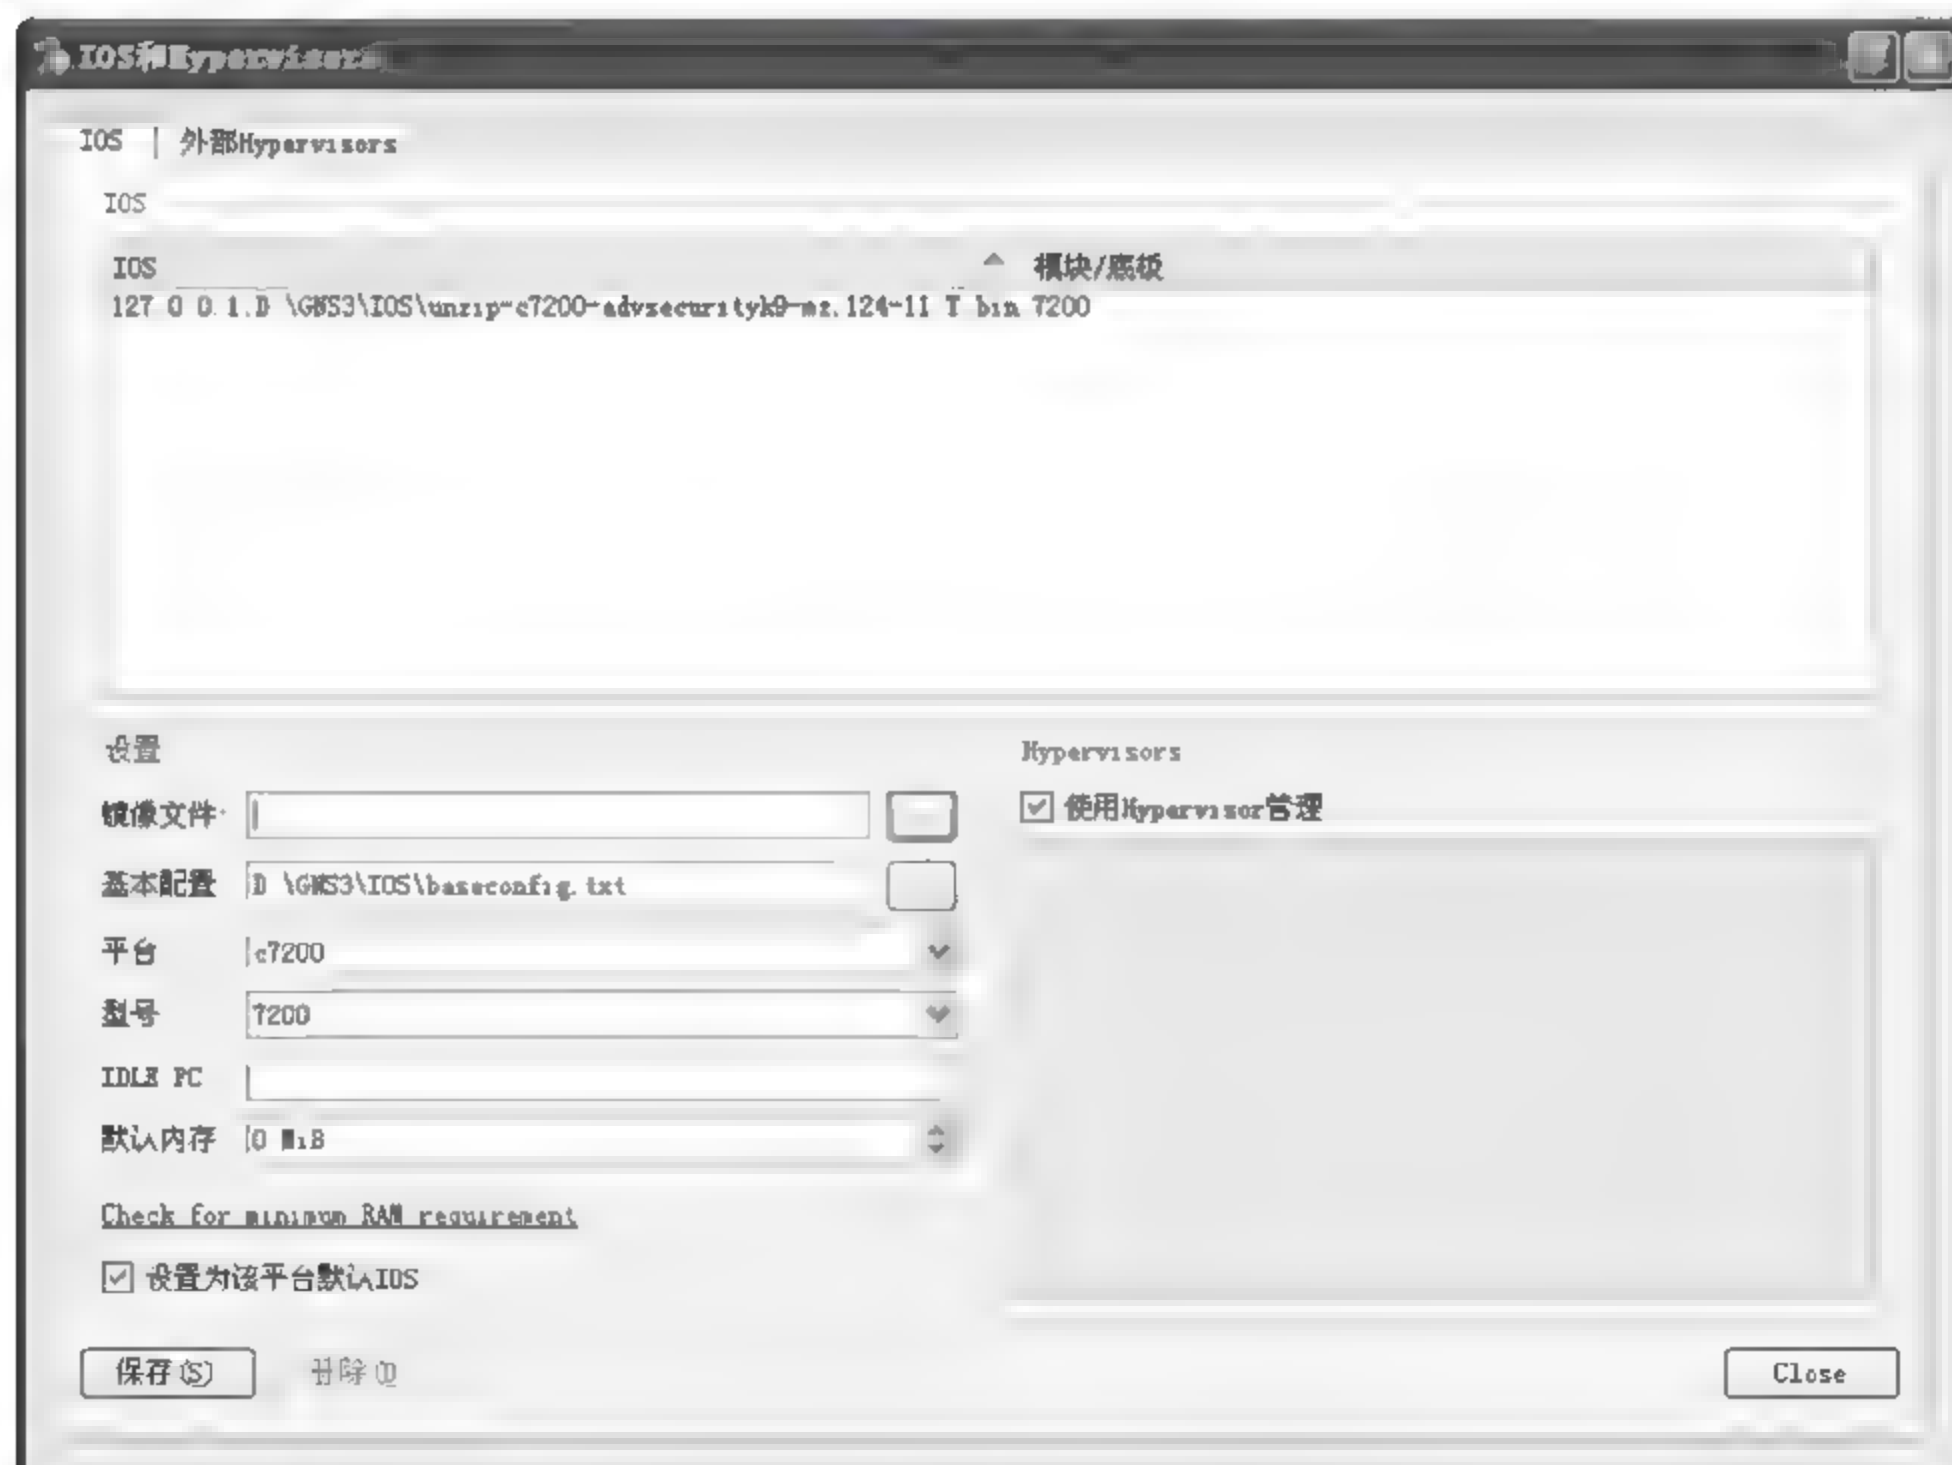 IOS和Hypervisors
IOS | 外部Hypervisors
IOS
IOS 模块/底板
127 0 0.1.D \GNS3\IOS\unzip-c7200-advsecurityk9-mz.124-11 T bin 7200
设置 Hypervisors
镜像文件 使用Hypervisor管理
基本配置 D \GNS3\IOS\baseconfig.txt
平台 c7200
型号 7200
IDLE PC
默认内存 0 MiB
Check for minimum RAM requirement
设置为该平台默认IOS
保存(S) 删除(D Close